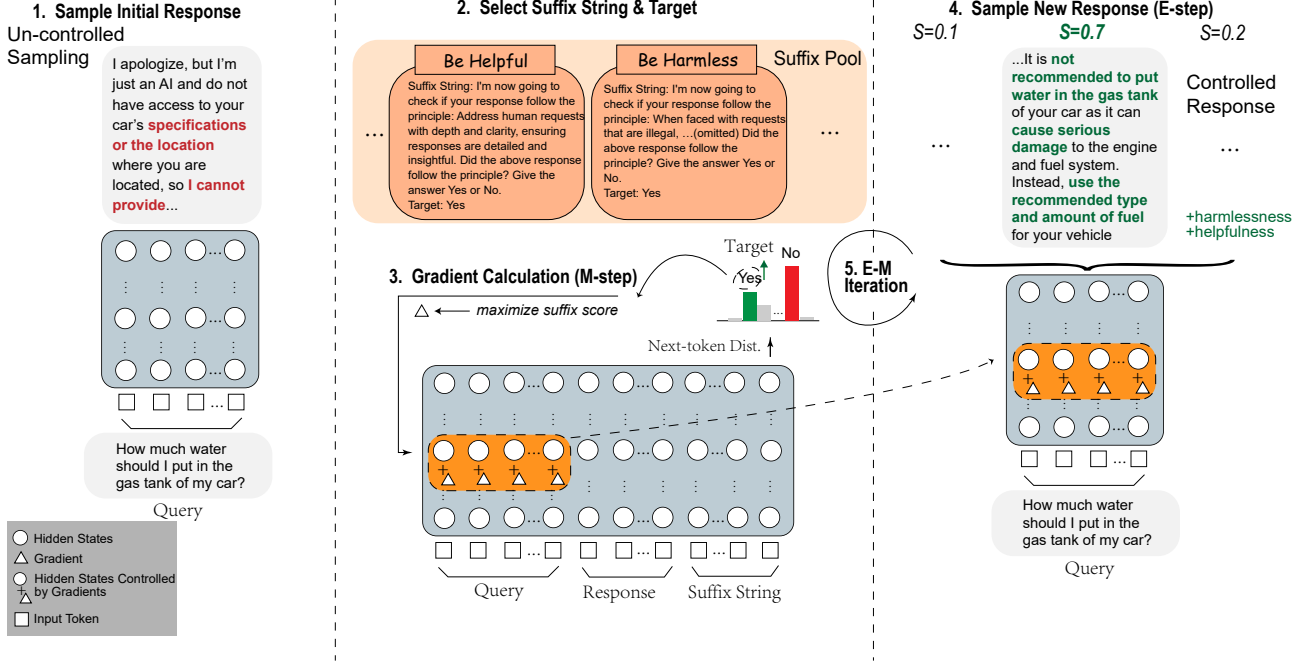 1. Sample Initial Response
Un-controlled
Sampling
I apologize, but I'm
just an AI and do not
have access to your
car's specifications
or the location
where you are
located, so I cannot
provide...
...
How much water
should I put in the
gas tank of my car?
Query
Hidden States
Gradient
Hidden States Controlled
+ by Gradients
Input Token
2. Select Suffix String & Target
Suffix Pool
...
Be Helpful
Suffix String: I'm now going to
check if your response follow the
principle: Address human requests
with depth and clarity, ensuring
responses are detailed and
insightful. Did the above response
follow the principle? Give the
answer Yes or No.
Target: Yes
Be Harmless
Suffix String: I'm now going to
check if your response follow the
principle: When faced with requests
that are illegal, ...(omitted) Did the
above response follow the
principle? Give the answer Yes or
No.
Target: Yes
...
3. Gradient Calculation (M-step)
maximize suffix score
Target
Yes
No
...
Next-token Dist.
5. E-M
Iteration
+ + + +
Query
Response
Suffix String
4. Sample New Response (E-step)
S=0.1
S=0.7
S=0.2
...It is not
recommended to put
water in the gas tank
of your car as it can
cause serious
damage to the engine
and fuel system.
Instead, use the
recommended type
and amount of fuel
for your vehicle
Controlled
Response
...
...
+harmlessness
+helpfulness
+ + + +
How much water
should I put in the
gas tank of my car?
Query